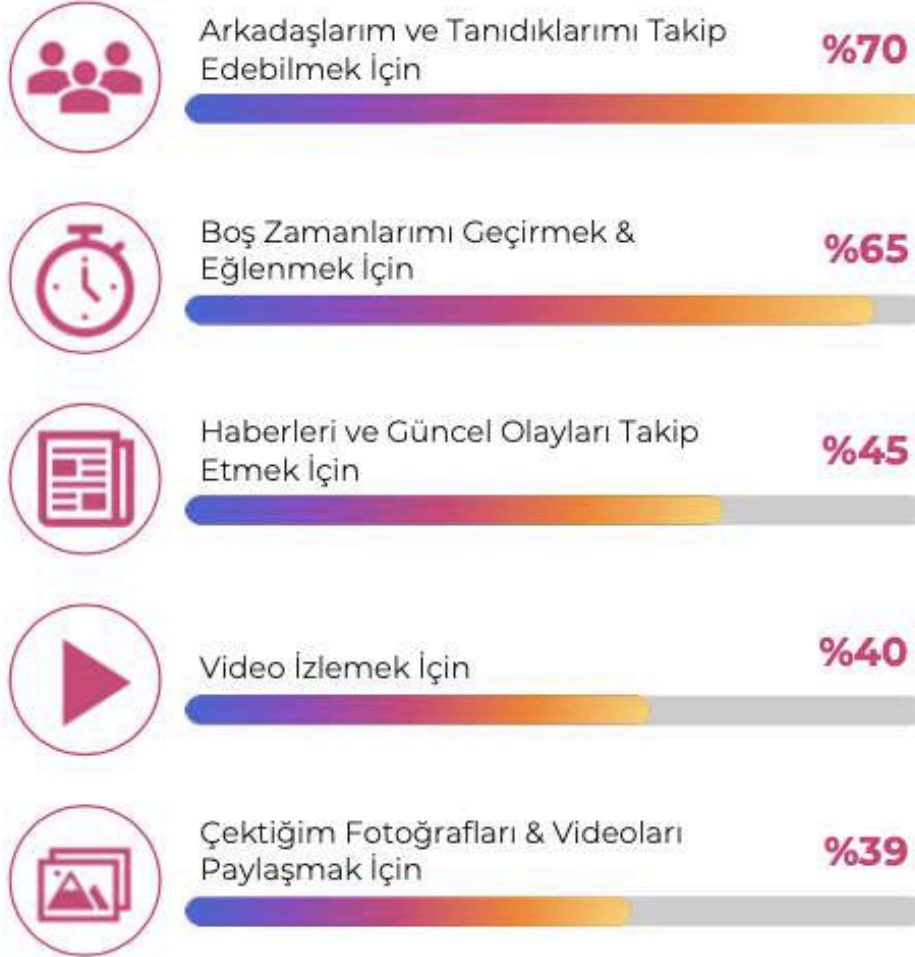 Arkadaşlarım ve Tanıdıklarımı Takip
Edebilmek İçin
%70
Boş Zamanlarımı Geçirmek &
Eğlenmek İçin
%65
Haberleri ve Güncel Olayları Takip
Etmek İçin
%45
Video İzlemek İçin
%40
Çektiğim Fotoğrafları & Videoları
Paylaşmak İçin
%39